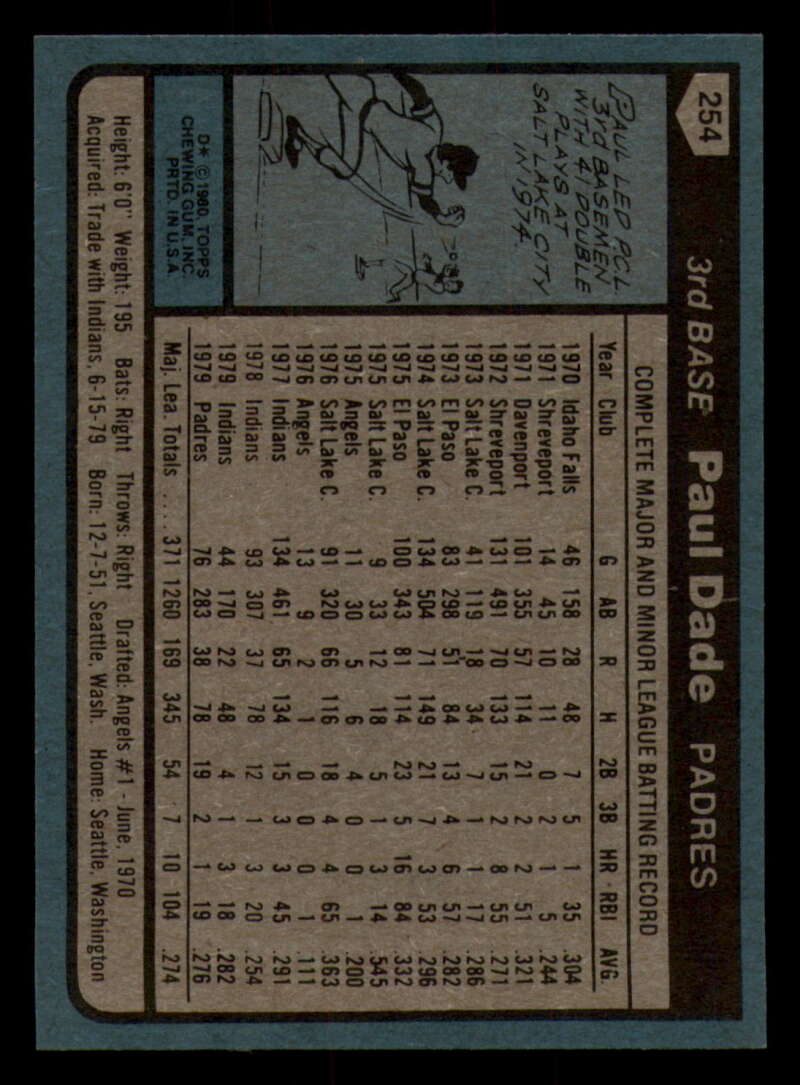 254 3rd BASE Paul Dade PADRES
PAUL LED PCL
3rd BASEMEN
WITH 41 DOUBLE
PLAYS AT
SALT LAKE CITY
IN 1974.
D* © 1980 TOPPS
CHEWING GUM, INC.
PRTD. IN U.S.A.
COMPLETE MAJOR AND MINOR LEAGUE BATTING RECORD
Year Club G AB R H 2B 3B HR RBI AVG.
1970 Idaho Falls 46 158 28 48 7 5 1 35 .304
1971 Shreveport 14 45 10 11 0 2 1 5 .244
1971 Davenport 101 355 57 114 21 2 2 51 .321
1972 Shreveport 131 491 70 133 15 2 8 55 .271
1973 Salt Lake C. 41 119 18 34 7 1 1 17 .286
1973 El Paso 83 298 51 84 13 4 6 57 .282
1974 Salt Lake C. 134 504 71 149 21 7 3 53 .296
1975 El Paso 100 343 81 114 23 5 16 84 .332
1975 Salt Lake C. 9 33 12 18 5 1 3 14 .545
1975 Angels 11 30 5 6 4 0 0 1 .200
1976 Salt Lake C. 91 320 66 116 18 4 4 65 .363
1976 Angels 13 9 2 1 0 0 0 1 .111
1977 Indians 134 461 65 134 15 3 3 45 .291
1978 Indians 93 307 37 78 12 1 3 20 .254
1979 Indians 44 170 22 48 4 1 3 18 .282
1979 Padres 76 283 38 78 19 2 1 19 .276
Maj. Lea. Totals .... 371 1260 169 345 54 7 10 104 .274
Height: 6'0" Weight: 195 Bats: Right Throws: Right Drafted: Angels #1 - June, 1970
Acquired: Trade with Indians, 6-15-79 Born: 12-7-51, Seattle, Wash. Home: Seattle, Washington